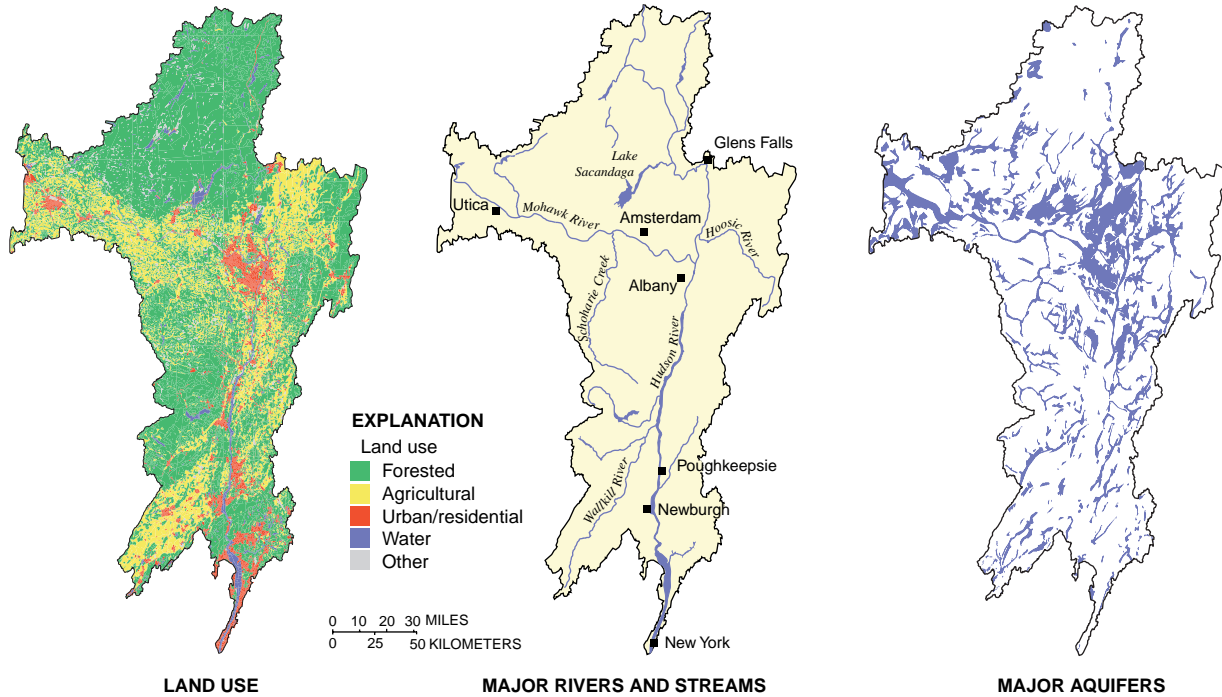 EXPLANATION
Land use
Forested
Agricultural
Urban/residential
Water
Other
0 10 20 30 MILES
0 25 50 KILOMETERS
LAND USE
Glens Falls
Lake
Sacandaga
Utica
Mohawk River
Amsterdam
Hoosic River
Albany
Schoharie Creek
Hudson River
Poughkeepsie
Wallkill River
Newburgh
New York
MAJOR RIVERS AND STREAMS
MAJOR AQUIFERS